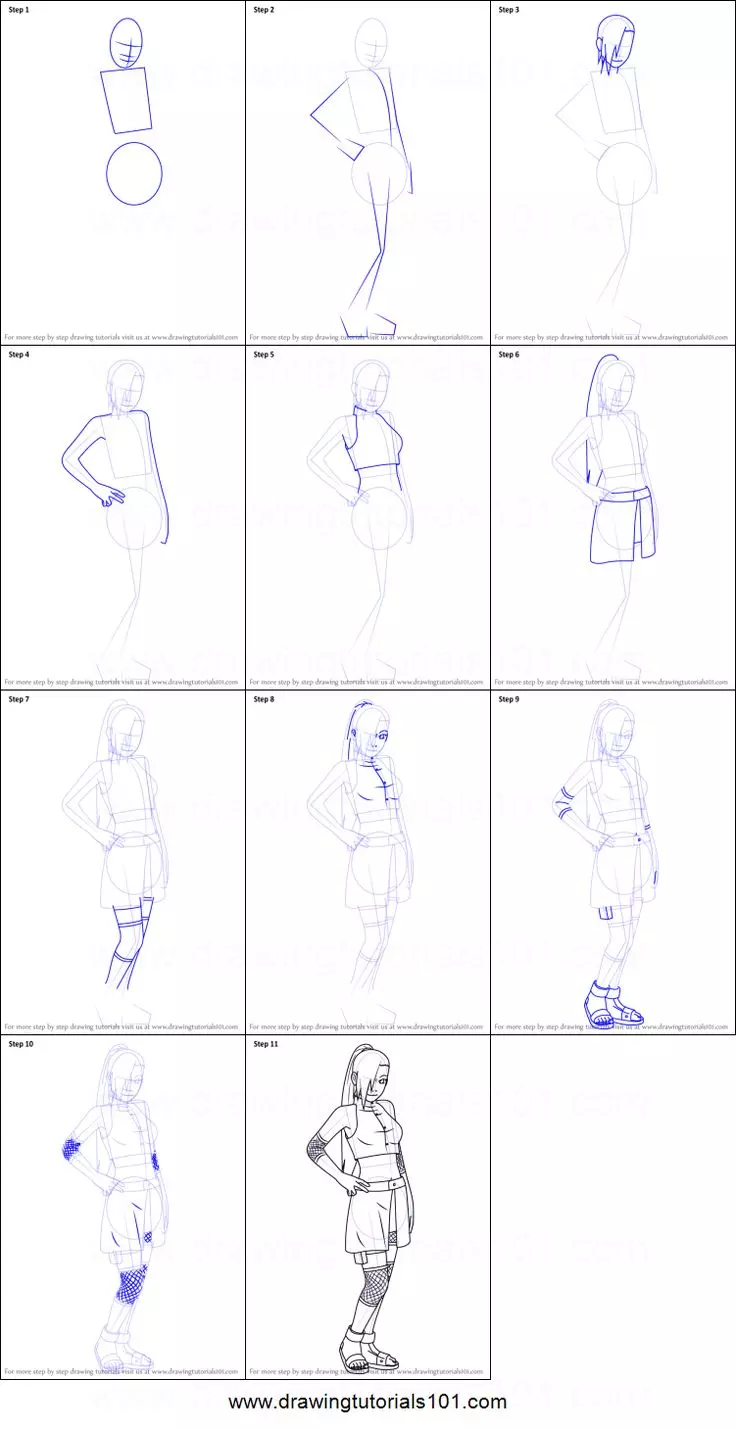 Step 1
Step 2
Step 3
For more step by step drawing tutorials visit us at www.drawingtutorials101.com
For more step by step drawing tutorials visit us at www.drawingtutorials101.com
For more step by step drawing tutorials visit us at www.drawingtutorials101.com
Step 4
Step 5
Step 6
For more step by step drawing tutorials visit us at www.drawingtutorials101.com
For more step by step drawing tutorials visit us at www.drawingtutorials101.com
For more step by step drawing tutorials visit us at www.drawingtutorials101.com
Step 7
Step 8
Step 9
For more step by step drawing tutorials visit us at www.drawingtutorials101.com
For more step by step drawing tutorials visit us at www.drawingtutorials101.com
For more step by step drawing tutorials visit us at www.drawingtutorials101.com
Step 10
Step 11
For more step by step drawing tutorials visit us at www.drawingtutorials101.com
For more step by step drawing tutorials visit us at www.drawingtutorials101.com
www.drawingtutorials101.com